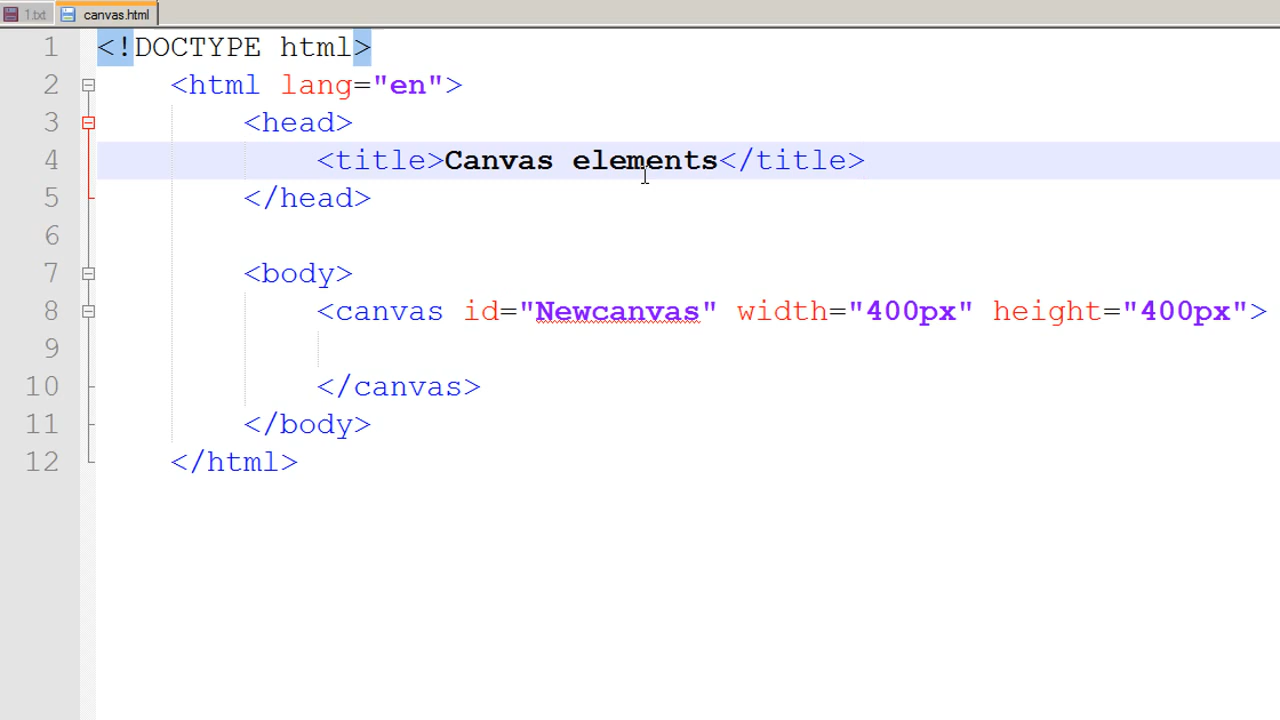 1.txt canvas.html
1 <!DOCTYPE html>
2 <html lang="en">
3 <head>
4 <title>Canvas elements</title>
5 </head>
6
7 <body>
8 <canvas id="Newcanvas" width="400px" height="400px">
9
10 </canvas>
11 </body>
12 </html>